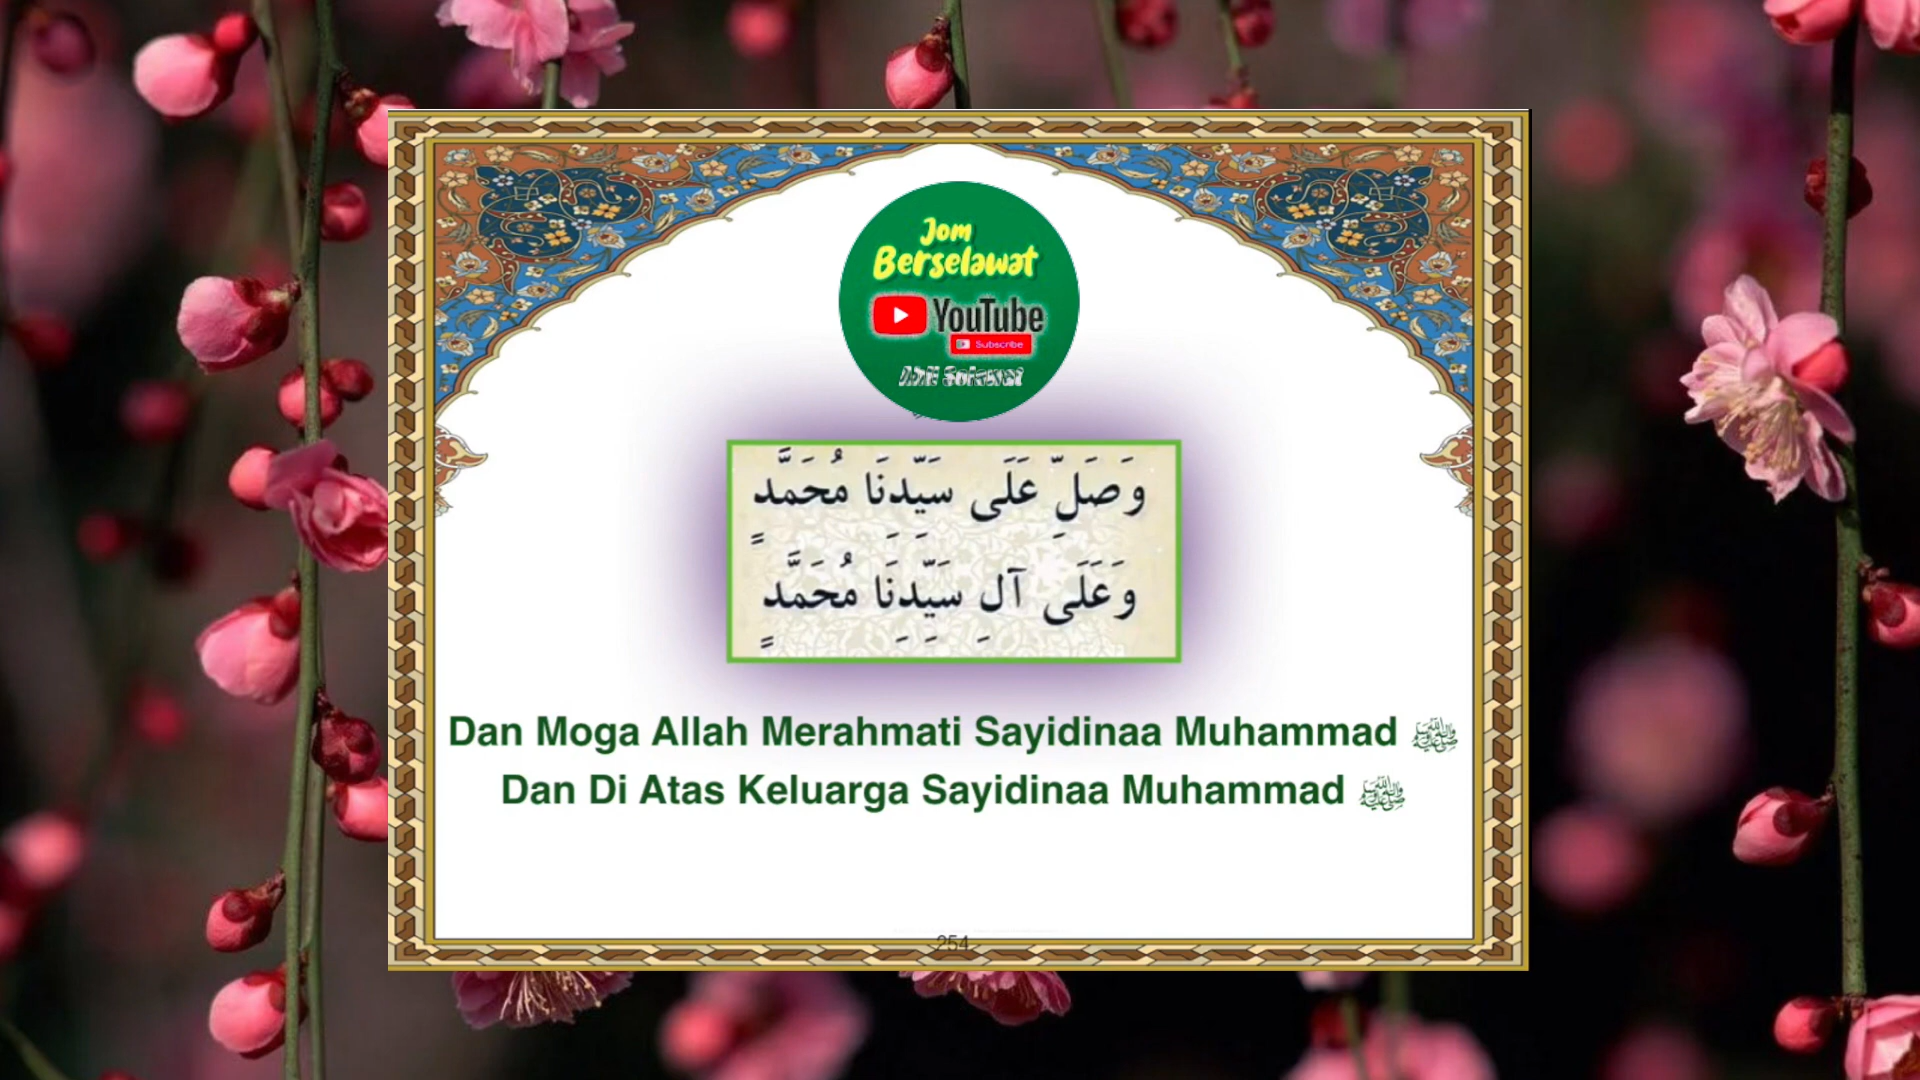 Jom
Berselawat
YouTube
Subscribe
وَصَلِّ عَلَى سَيِّدِنَا مُحَمَّدٍ
وَعَلَى آلِ سَيِّدِنَا مُحَمَّدٍ
Dan Moga Allah Merahmati Sayidinaa Muhammad ﷺ
Dan Di Atas Keluarga Sayidinaa Muhammad ﷺ
254